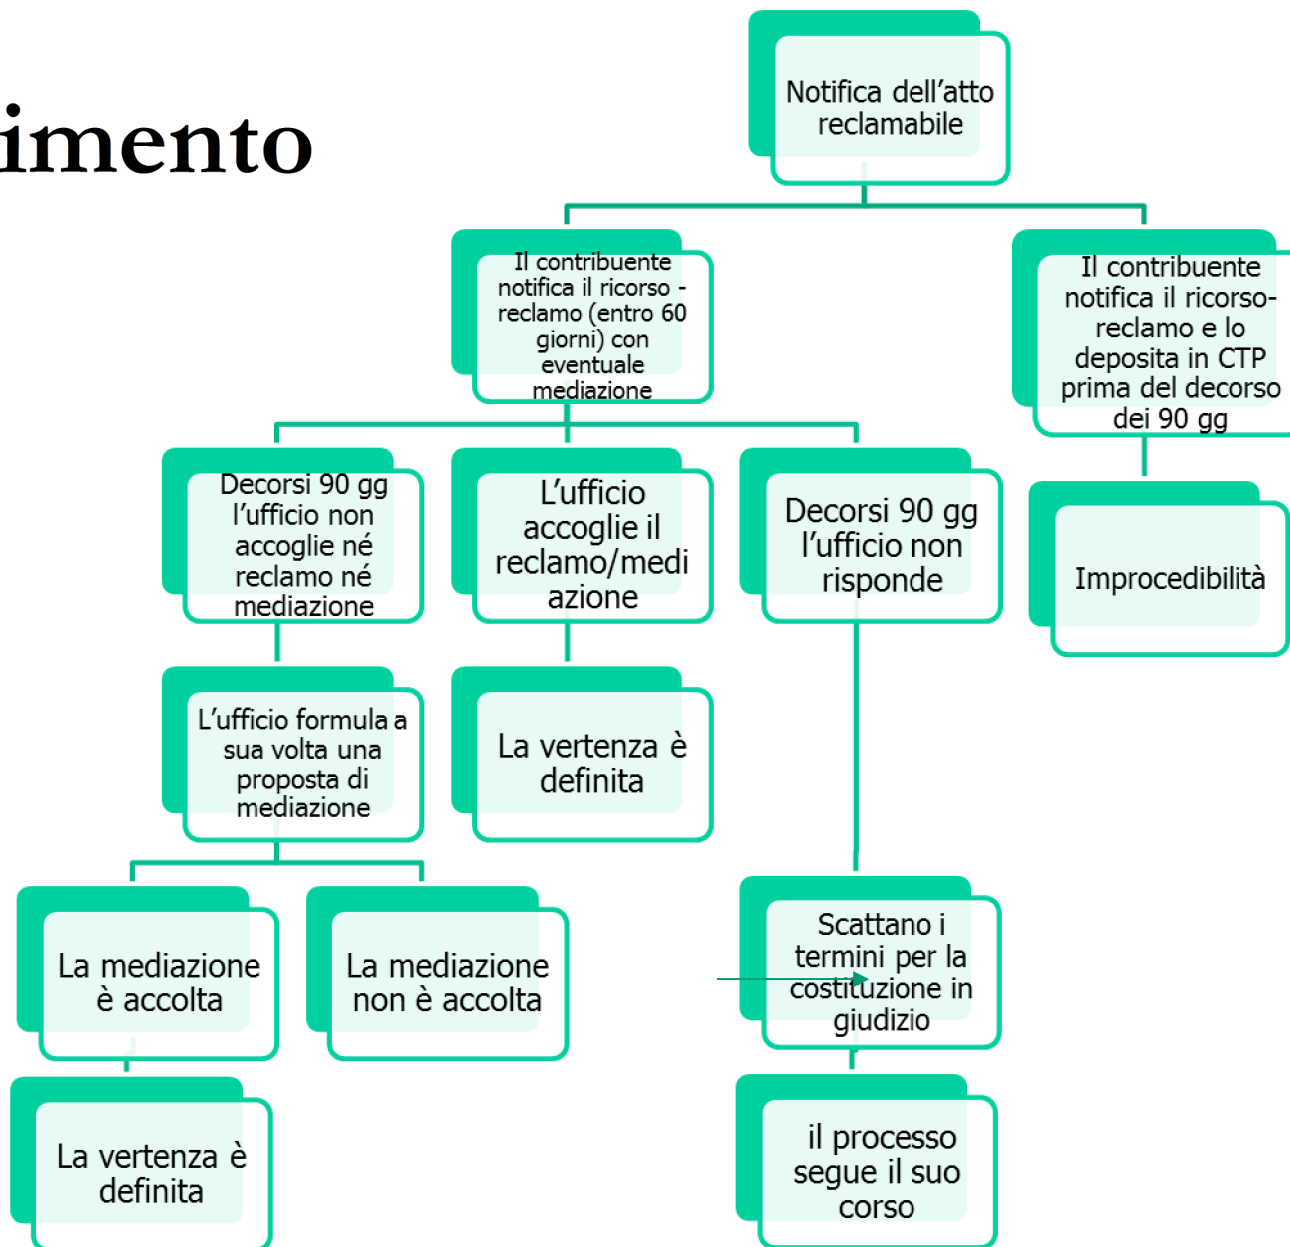 imento
Notifica dell'atto
reclamabile
Il contribuente
notifica il ricorso -
reclamo (entro 60
giorni) con
eventuale
mediazione
Il contribuente
notifica il ricorso-
reclamo e lo
deposita in CTP
prima del decorso
dei 90 gg
Decorsi 90 gg
l'ufficio non
accoglie né
reclamo né
mediazione
L'ufficio
accoglie il
reclamo/medi
azione
Decorsi 90 gg
l'ufficio non
risponde
Improcedibilità
L'ufficio formula a
sua volta una
proposta di
mediazione
La vertenza è
definita
La mediazione
è accolta
La mediazione
non è accolta
Scattano i
termini per la
costituzione in
giudizio
La vertenza è
definita
il processo
segue il suo
corso